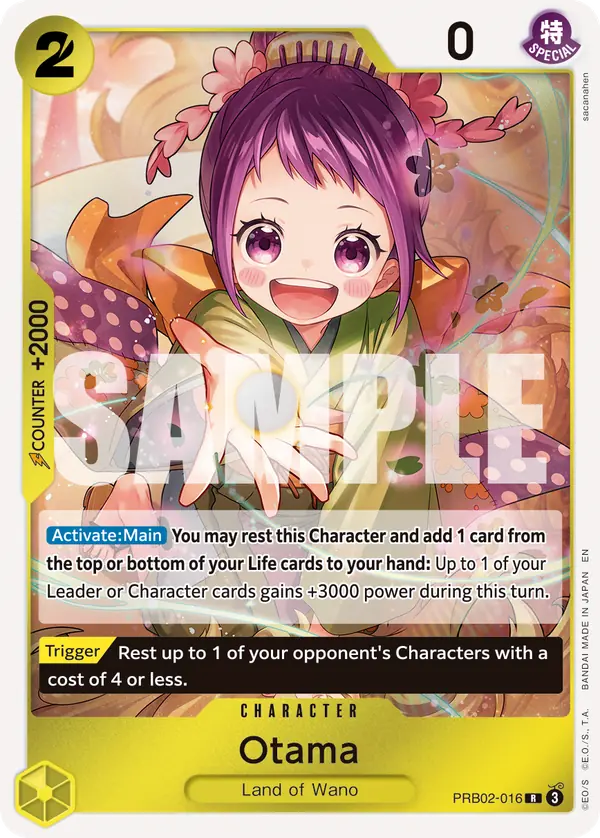 2
0
特
SPECIAL
sacanahen
COUNTER +2000
SAMPLE
Activate:Main You may rest this Character and add 1 card from
the top or bottom of your Life cards to your hand: Up to 1 of your
Leader or Character cards gains +3000 power during this turn.
Trigger Rest up to 1 of your opponent's Characters with a
cost of 4 or less.
CHARACTER
Otama
Land of Wano
PRB02-016 R 3
©E.O/S ©E.O./S., T.A. BANDAI MADE IN JAPAN EN